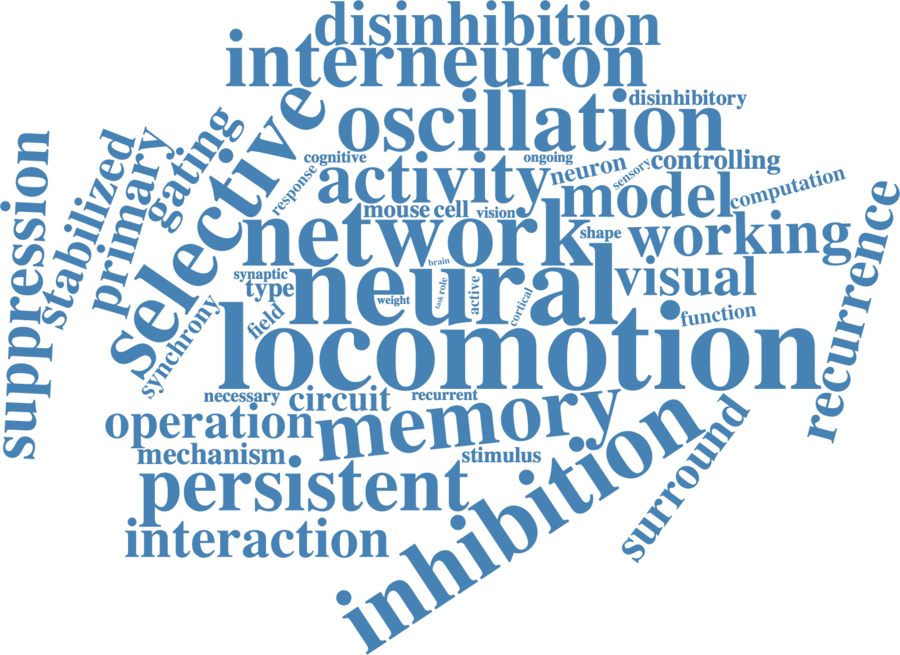 disinhibition
interneuron
oscillation
disinhibitory
selective
gating
primary
stabilized
suppression
cognitive
ongoing
response
activity
neuron
sensory
controlling
model
computation
mouse cell
vision
network
shape
working
recurrence
brain
synaptic
type
neural
weight
task role
active
cortical
visual
synchrony
field
locomotion
function
necessary
circuit
recurrent
operation
memory
mechanism
stimulus
persistent
inhibition
surround
interaction